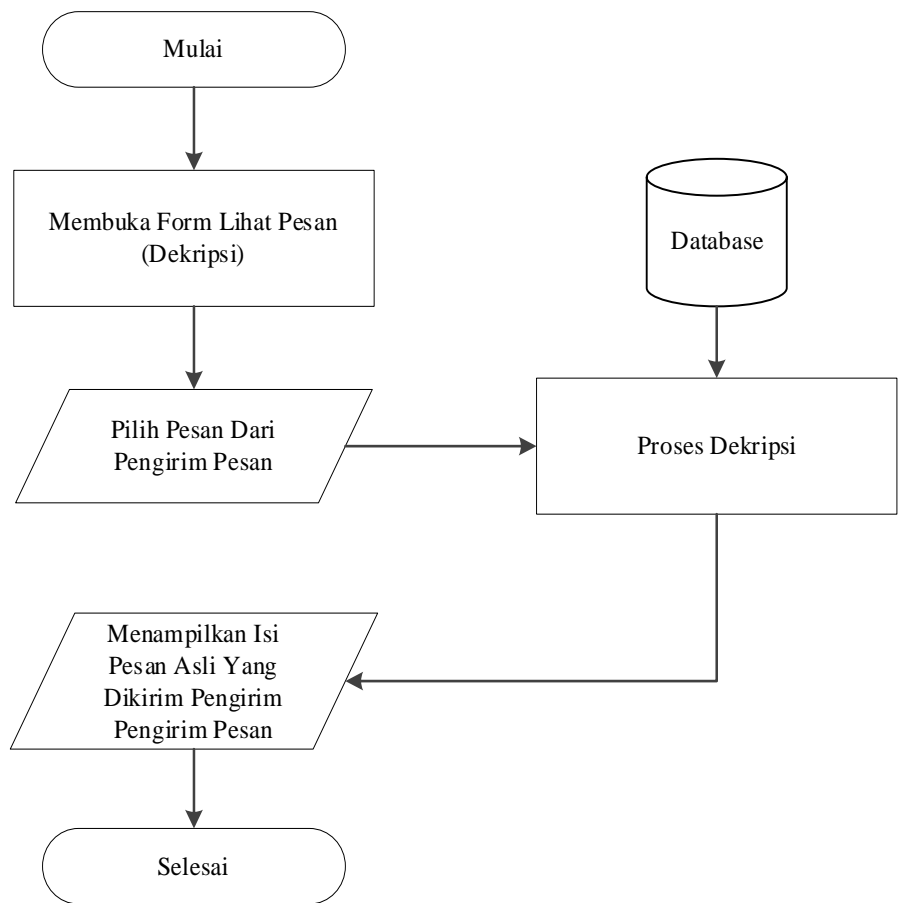 Mulai
Membuka Form Lihat Pesan
(Dekripsi)
Database
Pilih Pesan Dari
Pengirim Pesan
Proses Dekripsi
Menampilkan Isi
Pesan Asli Yang
Dikirim Pengirim
Pengirim Pesan
Selesai